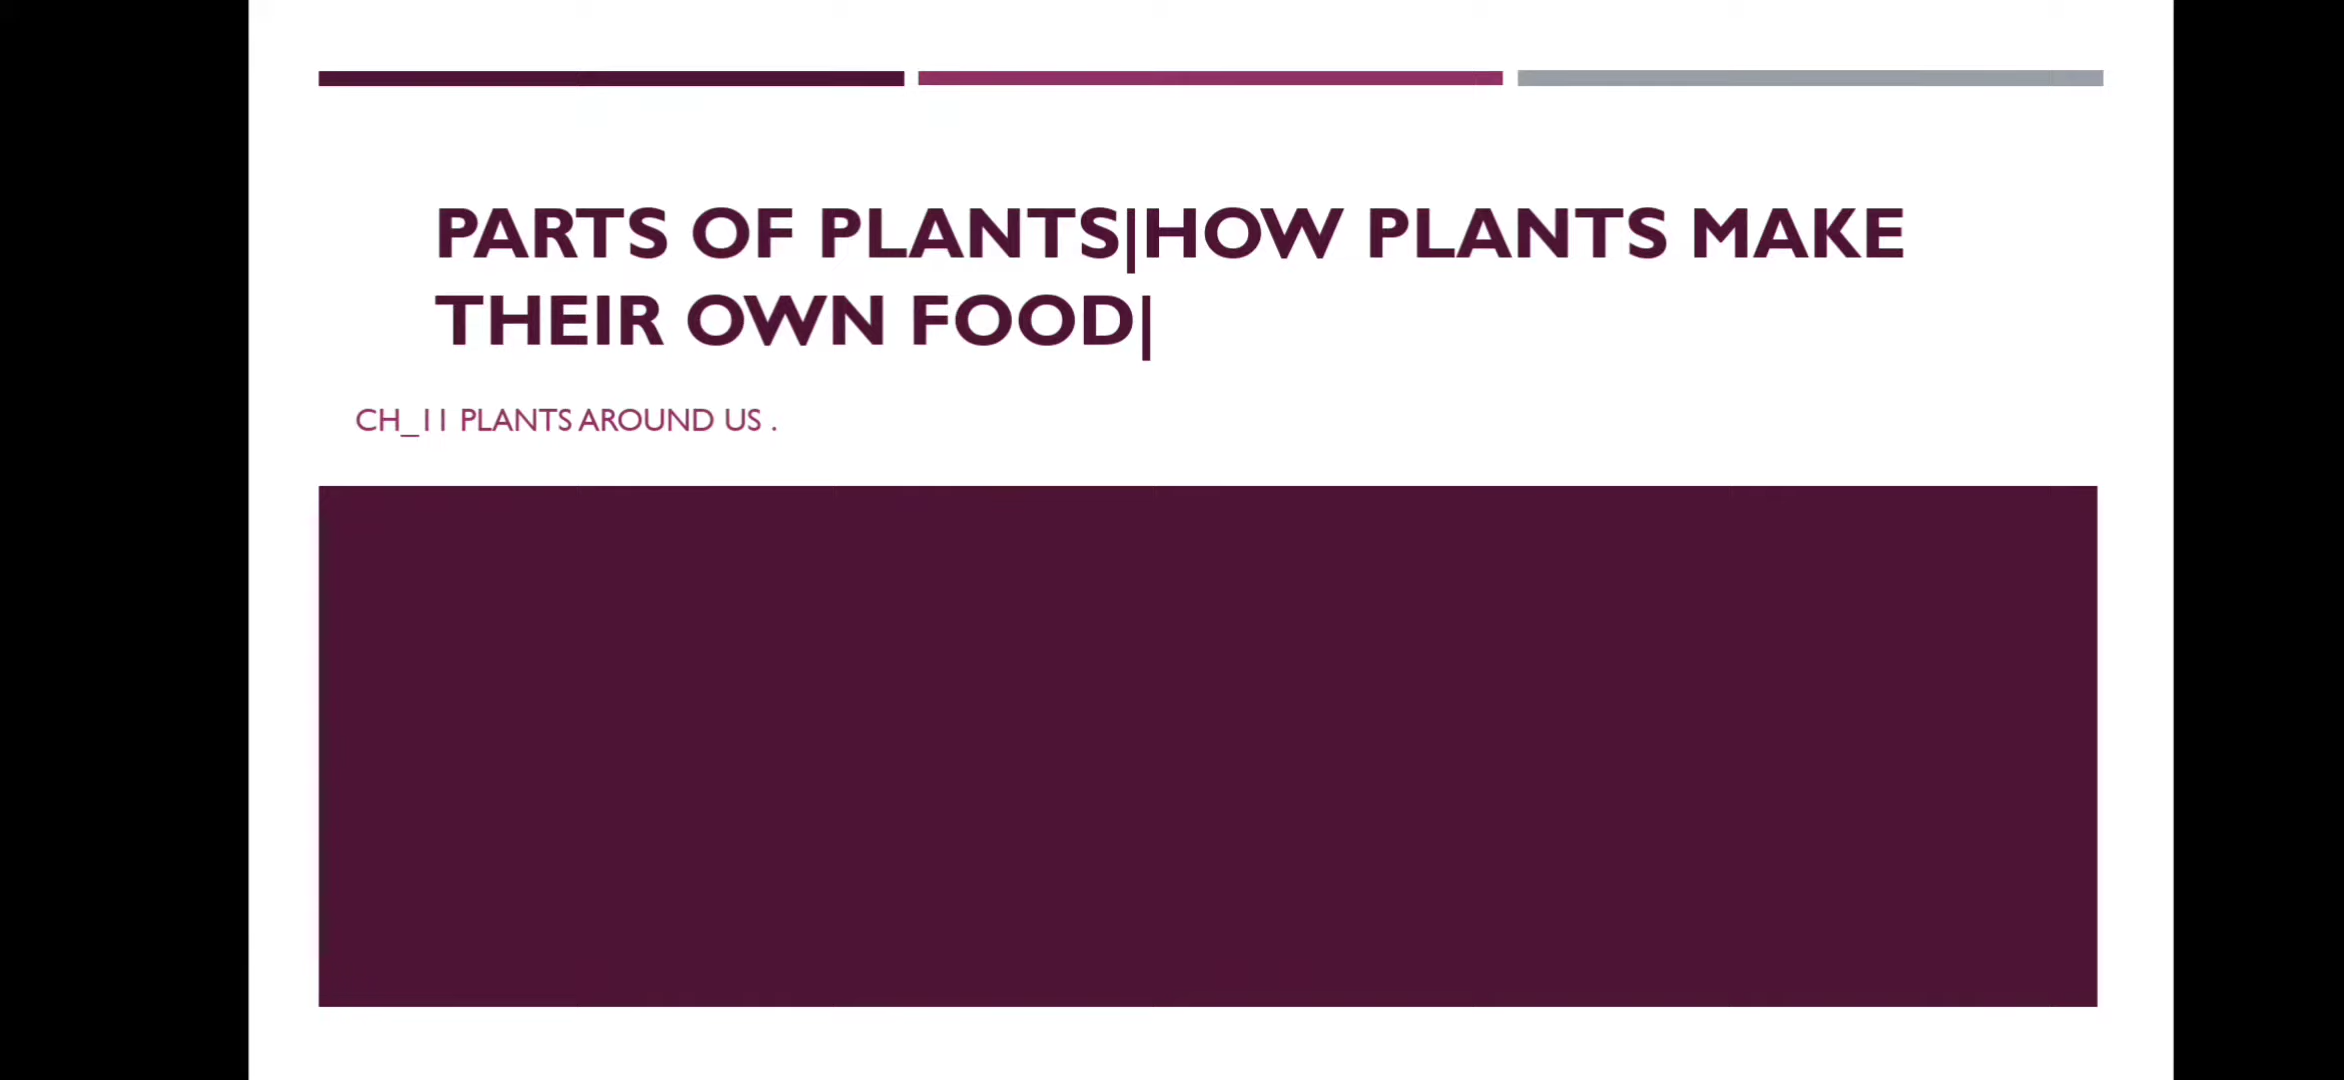 PARTS OF PLANTS|HOW PLANTS MAKE
THEIR OWN FOOD|
CH_11 PLANTS AROUND US .